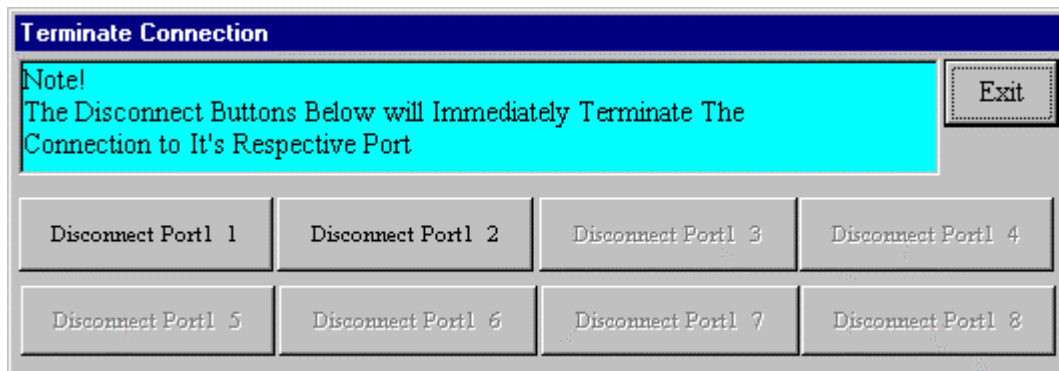 Terminate Connection
Note!
The Disconnect Buttons Below will Immediately Terminate The
Connection to It's Respective Port
Exit
Disconnect Port1 1
Disconnect Port1 2
Disconnect Port1 3
Disconnect Port1 4
Disconnect Port1 5
Disconnect Port1 6
Disconnect Port1 7
Disconnect Port1 8